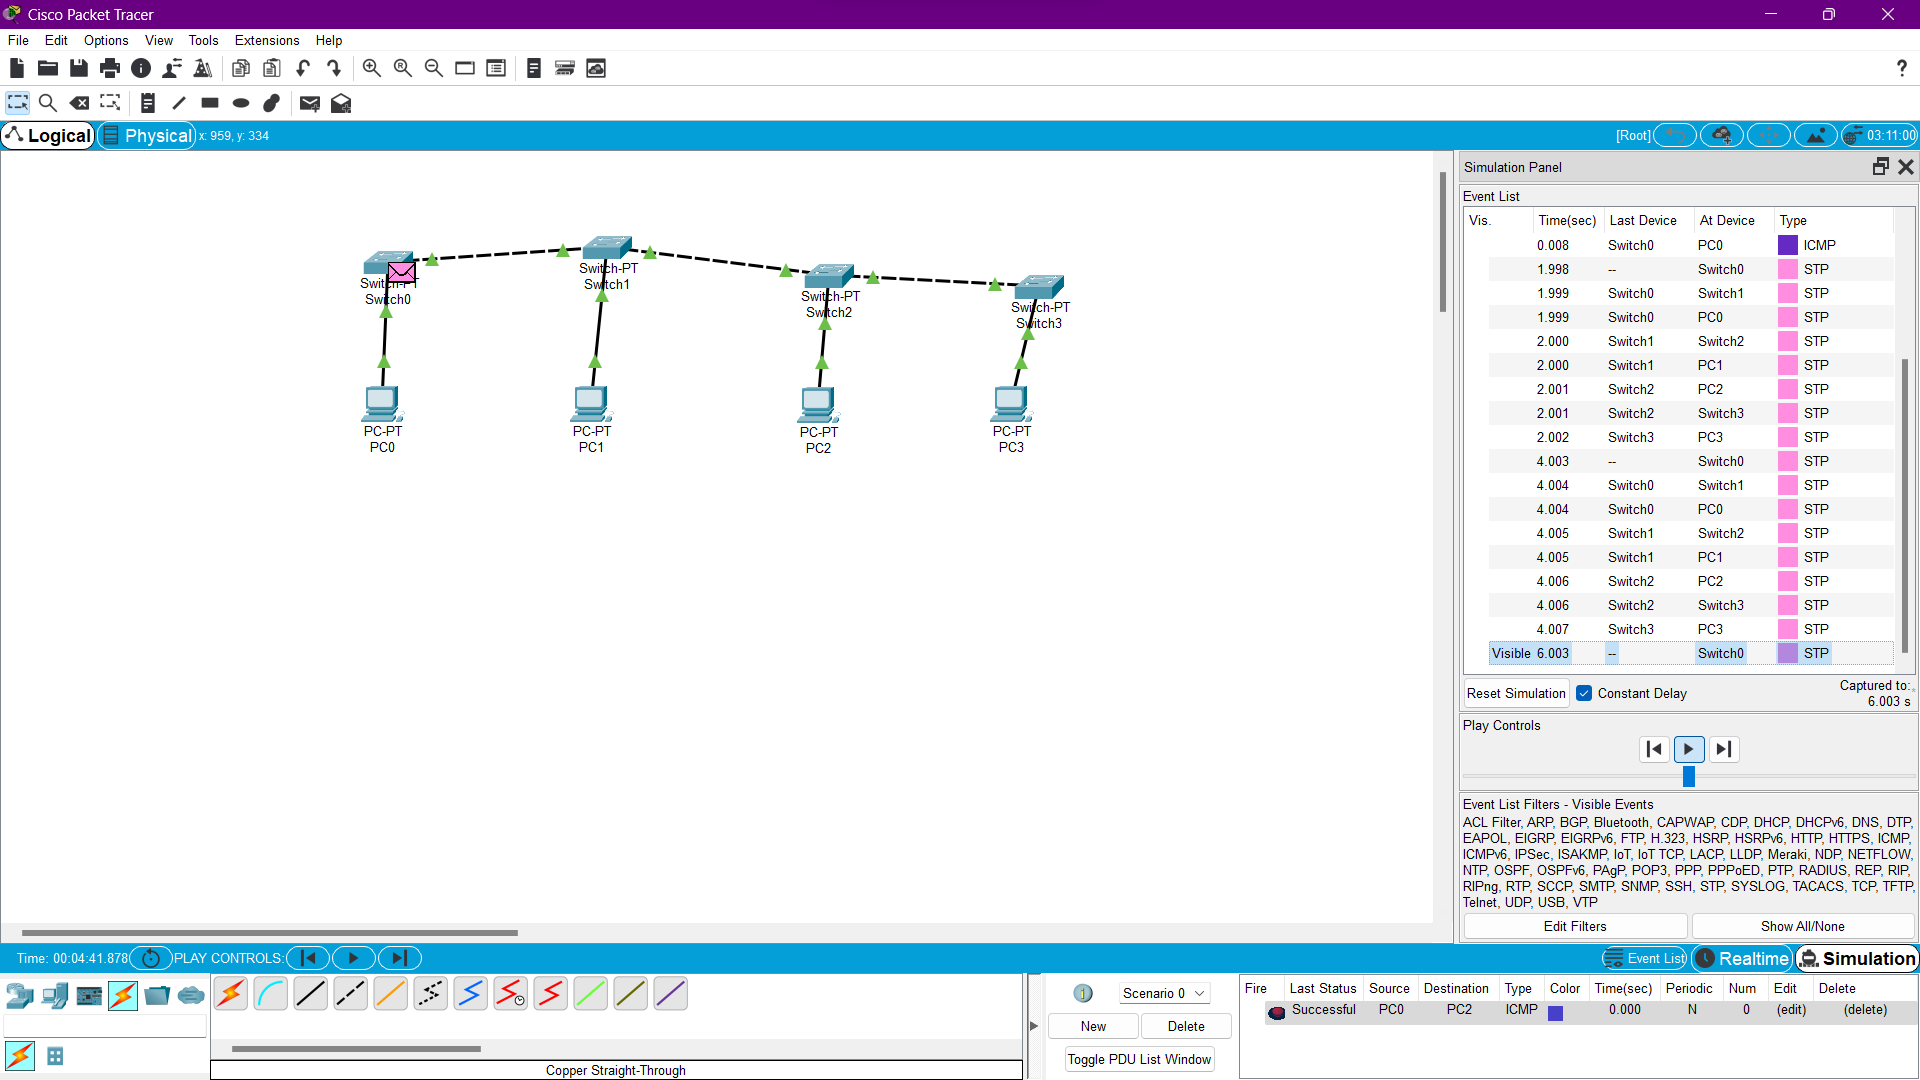 Cisco Packet Tracer
File Edit Options View Tools Extensions Help
Logical Physical x: 959, y: 334 [Root] 03:11:00
Switch-PT
Switch0
Switch-PT
Switch1
Switch-PT
Switch2
Switch-PT
Switch3
PC-PT
PC0
PC-PT
PC1
PC-PT
PC2
PC-PT
PC3
Simulation Panel
Event List
Vis. Time(sec) Last Device At Device Type
0.008 Switch0 PC0 ICMP
1.998 -- Switch0 STP
1.999 Switch0 Switch1 STP
1.999 Switch0 PC0 STP
2.000 Switch1 Switch2 STP
2.000 Switch1 PC1 STP
2.001 Switch2 PC2 STP
2.001 Switch2 Switch3 STP
2.002 Switch3 PC3 STP
4.003 -- Switch0 STP
4.004 Switch0 Switch1 STP
4.004 Switch0 PC0 STP
4.005 Switch1 Switch2 STP
4.005 Switch1 PC1 STP
4.006 Switch2 PC2 STP
4.006 Switch2 Switch3 STP
4.007 Switch3 PC3 STP
Visible 6.003 -- Switch0 STP
Reset Simulation Constant Delay Captured to:
6.003 s
Play Controls
Event List Filters - Visible Events
ACL Filter, ARP, BGP, Bluetooth, CAPWAP, CDP, DHCP, DHCPv6, DNS, DTP,
EAPOL, EIGRP, EIGRPv6, FTP, H.323, HSRP, HSRPv6, HTTP, HTTPS, ICMP,
ICMPv6, IPSec, ISAKMP, IoT, IoT TCP, LACP, LLDP, Meraki, NDP, NETFLOW,
NTP, OSPF, OSPFv6, PAgP, POP3, PPP, PPPoED, PTP, RADIUS, REP, RIP,
RIPng, RTP, SCCP, SMTP, SNMP, SSH, STP, SYSLOG, TACACS, TCP, TFTP,
Telnet, UDP, USB, VTP
Edit Filters Show All/None
Time: 00:04:41.878 PLAY CONTROLS: Event List Realtime Simulation
Copper Straight-Through
Scenario 0
New Delete
Toggle PDU List Window
Fire Last Status Source Destination Type Color Time(sec) Periodic Num Edit Delete
Successful PC0 PC2 ICMP 0.000 N 0 (edit) (delete)